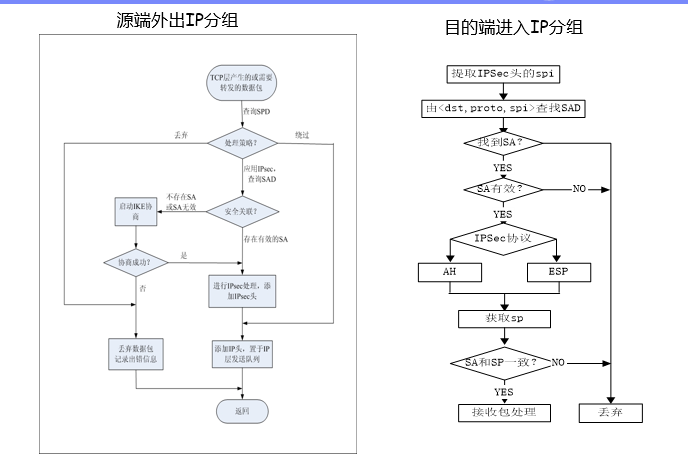 源端外出IP分组
TCP层产生的或需要
转发的数据包
查询SPD
丢弃
处理策略?
绕过
应用IPsec,
查询SAD
不存在SA
或SA无效
启动IKE协
商
安全关联?
存在有效的SA
协商成功?
是
否
进行IPsec处理，添
加IPsec头
丢弃数据包
记录出错信息
添加IP头，置于IP
层发送队列
返回
目的端进入IP分组
提取IPSec头的spi
由<dst,proto,spi>查找SAD
找到SA?
YES
SA有效?
NO
YES
IPSec协议
AH
ESP
获取sp
SA和SP一致?
NO
YES
接收包处理
丢弃